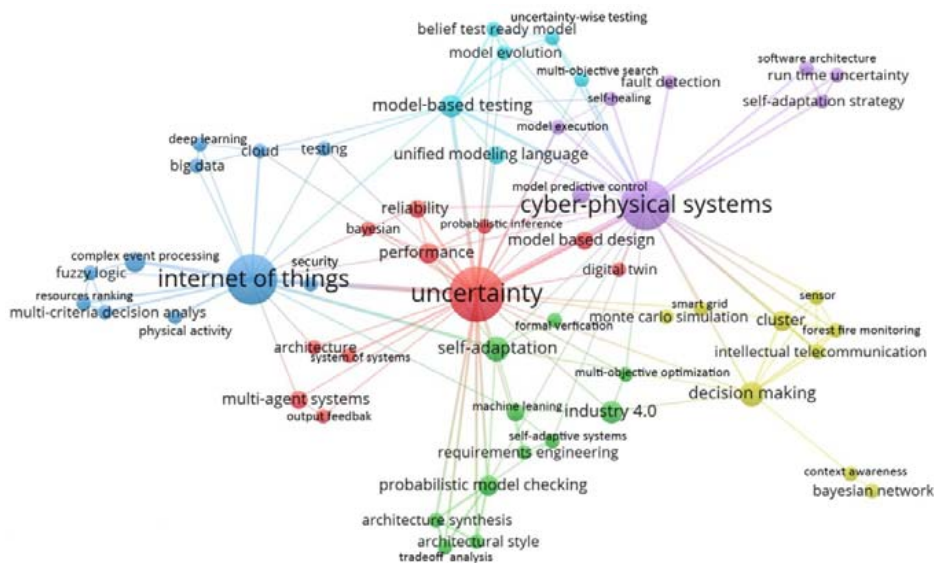 uncertainty-wise testing
belief test ready model
model evolution
software architecture
run time uncertainty
multi-objective search
fault detection
self-adaptation strategy
self-healing
model-based testing
model execution
deep learning
cloud
testing
big data
unified modeling language
model predictive control
cyber-physical systems
reliability
bayesian
probabilistic inference
model based design
performance
complex event processing
security
fuzzy logic
internet of things
digital twin
resources ranking
multi-criteria decision analys
uncertainty
physical activity
smart grid
sensor
monte carlo simulation
cluster
formal verfication
forest fire monitoring
architecture
system of systems
self-adaptation
intellectual telecommunication
multi-objective optimization
decision making
multi-agent systems
output feedbak
machine leaning
industry 4.0
self-adaptive systems
requirements engineering
context awareness
bayesian network
probabilistic model checking
architecture synthesis
architectural style
tradeoff analysis